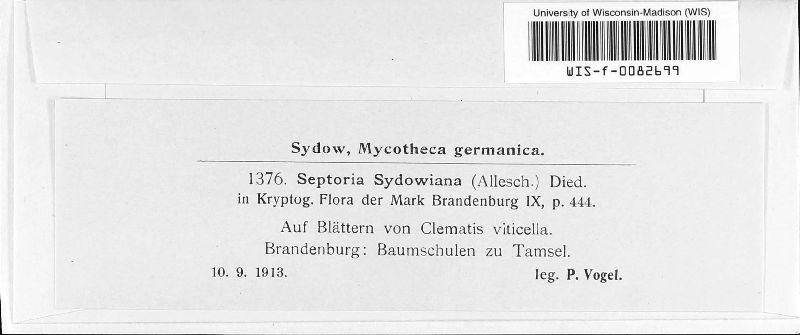 University of Wisconsin-Madison (WIS)
WIS-f-0082699
Sydow, Mycotheca germanica.
1376. Septoria Sydowiana (Allesch.) Died.
in Kryptog. Flora der Mark Brandenburg IX, p. 444.
Auf Blättern von Clematis viticella.
Brandenburg: Baumschulen zu Tamsel.
10. 9. 1913. leg. P. Vogel.